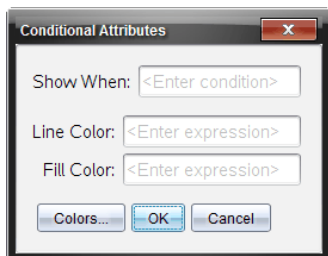 Conditional Attributes
Show When: <Enter condition>
Line Color: <Enter expression>
Fill Color: <Enter expression>
Colors... OK Cancel